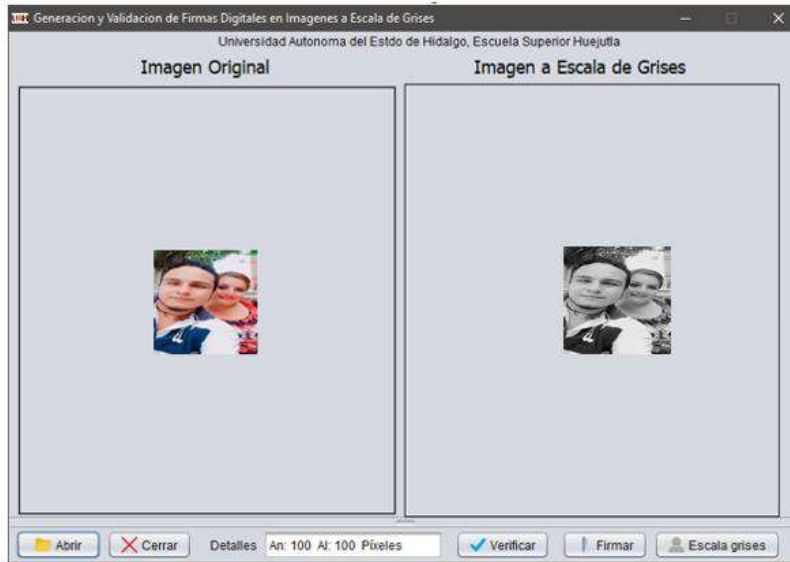 Generacion y Validacion de Firmas Digitales en Imagenes a Escala de Grises
Universidad Autonoma del Estdo de Hidalgo, Escuela Superior Huejutla
Imagen Original
Imagen a Escala de Grises
Abrir
Cerrar
Detalles
An: 100 Al: 100 Píxeles
Verificar
Firmar
Escala grises